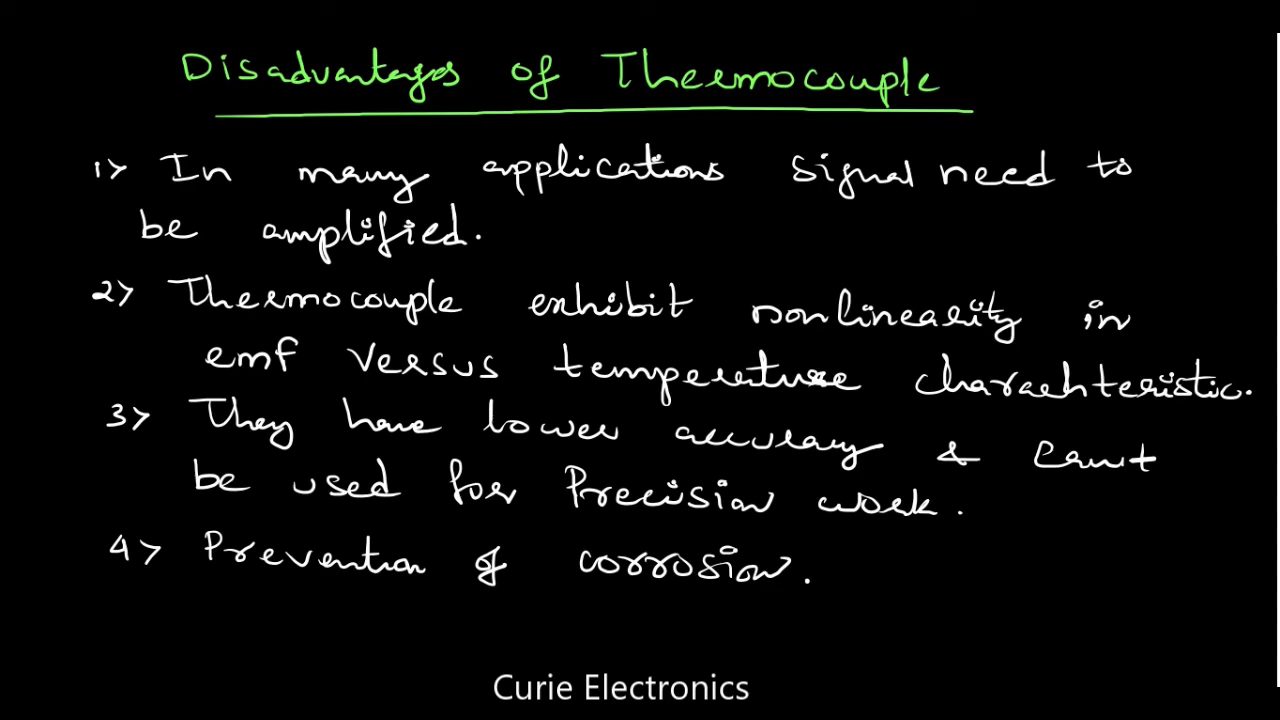 Disadvantages of Thermocouple
1> In many applications signal need to
be amplified.
2> Thermocouple exhibit nonlinearity in
emf versus temperature charachteristic.
3> They have lower accuracy & can't
be used for Precision work.
4> Prevention of corrosion.
Curie Electronics